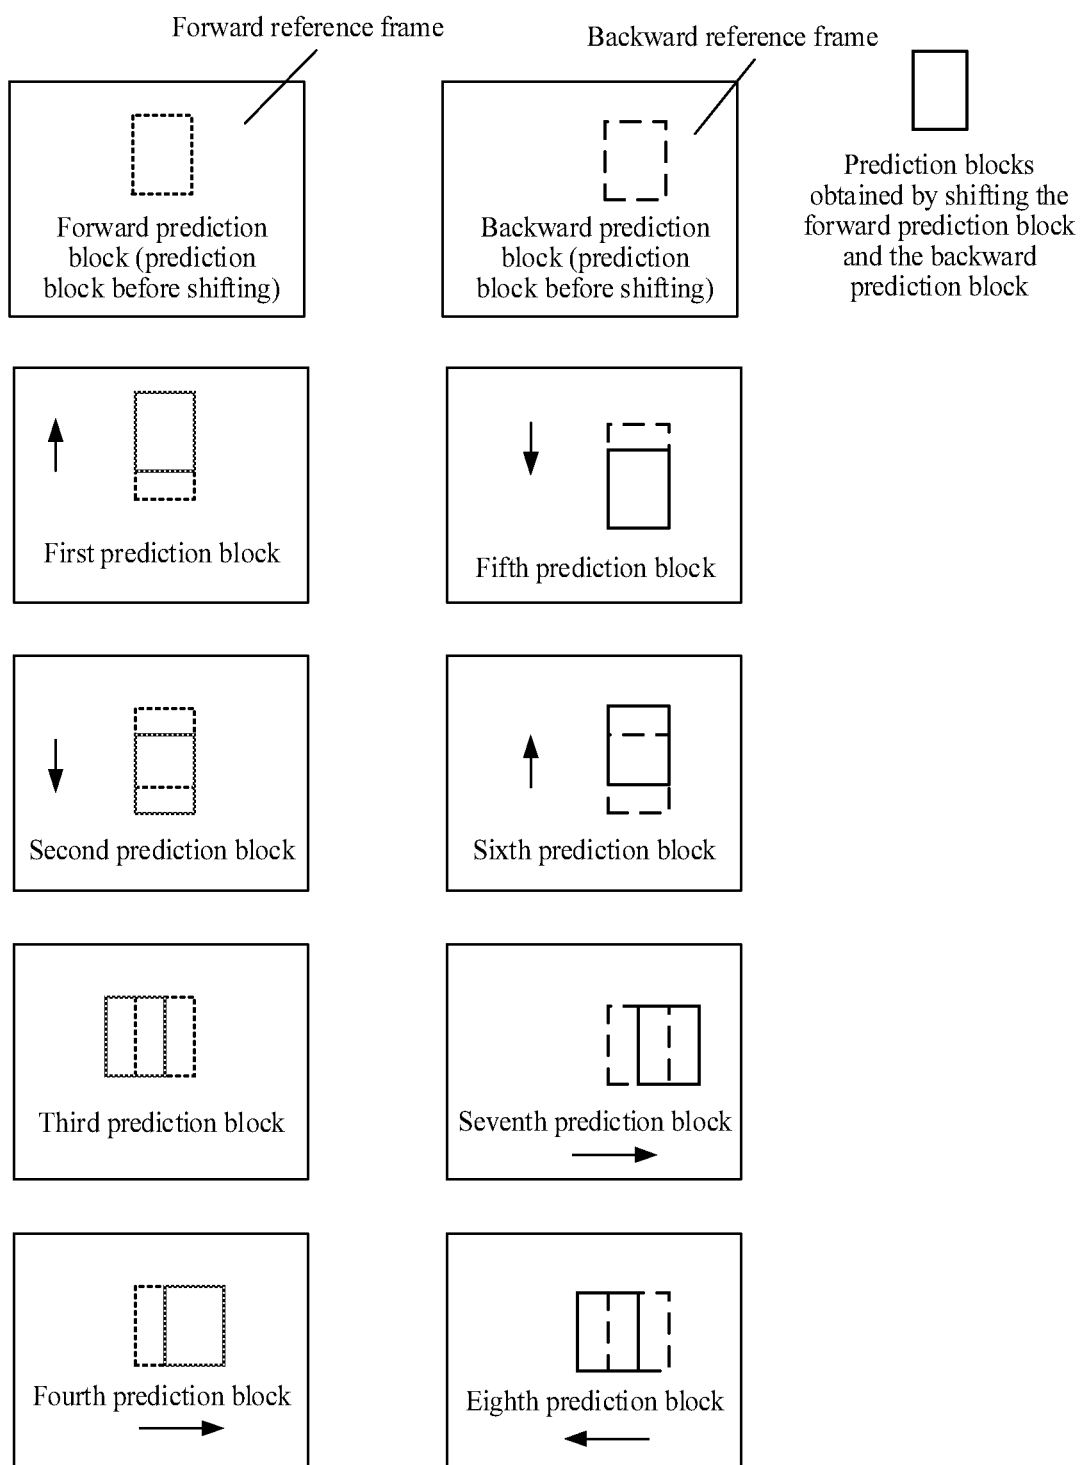 Forward reference frame
Backward reference frame
Forward prediction
block (prediction
block before shifting)
Backward prediction
block (prediction
block before shifting)
Prediction blocks
obtained by shifting the
forward prediction block
and the backward
prediction block
First prediction block
Fifth prediction block
Second prediction block
Sixth prediction block
Third prediction block
Seventh prediction block
Fourth prediction block
Eighth prediction block